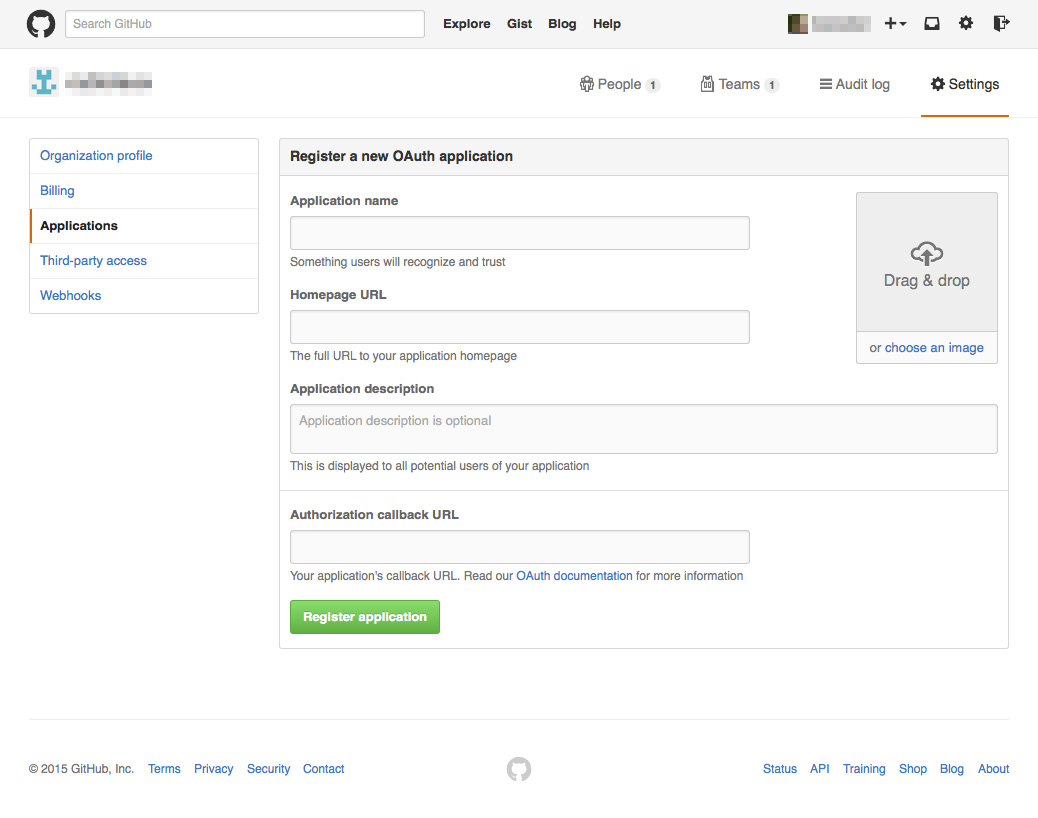 Search GitHub Explore Gist Blog Help
People 1 Teams 1 Audit log Settings
Organization profile
Billing
Applications
Third-party access
Webhooks
Register a new OAuth application
Application name
Something users will recognize and trust
Homepage URL
The full URL to your application homepage
Drag & drop
or choose an image
Application description
Application description is optional
This is displayed to all potential users of your application
Authorization callback URL
Your application's callback URL. Read our OAuth documentation for more information
Register application
© 2015 GitHub, Inc. Terms Privacy Security Contact Status API Training Shop Blog About